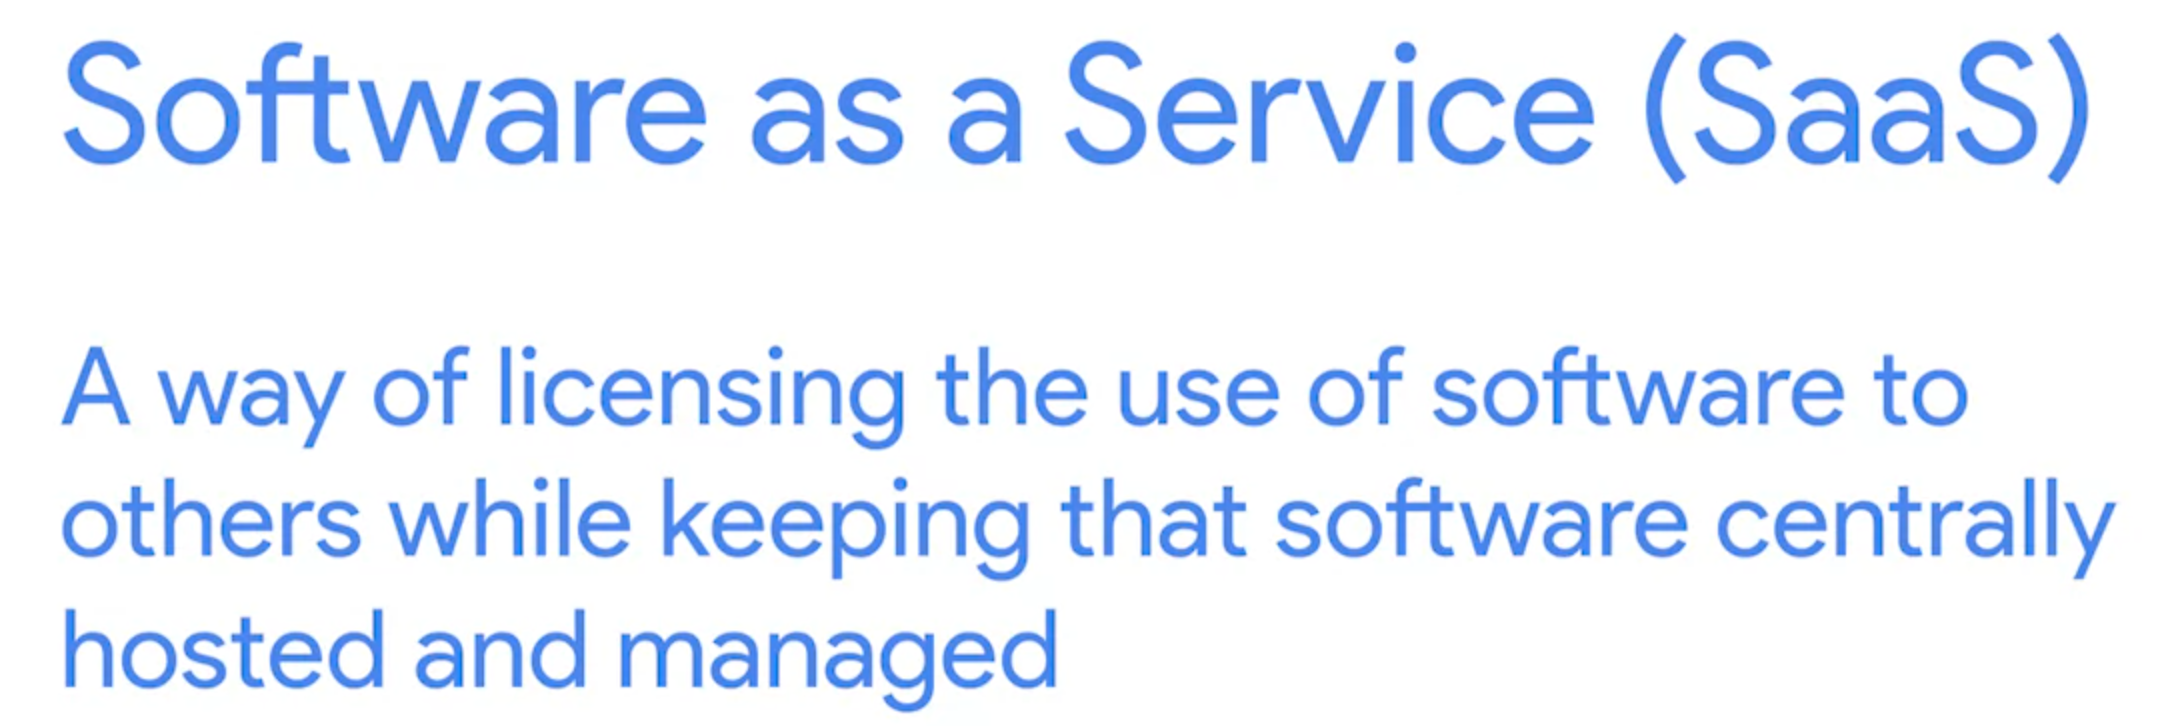 Software as a Service (SaaS)
A way of licensing the use of software to
others while keeping that software centrally
hosted and managed